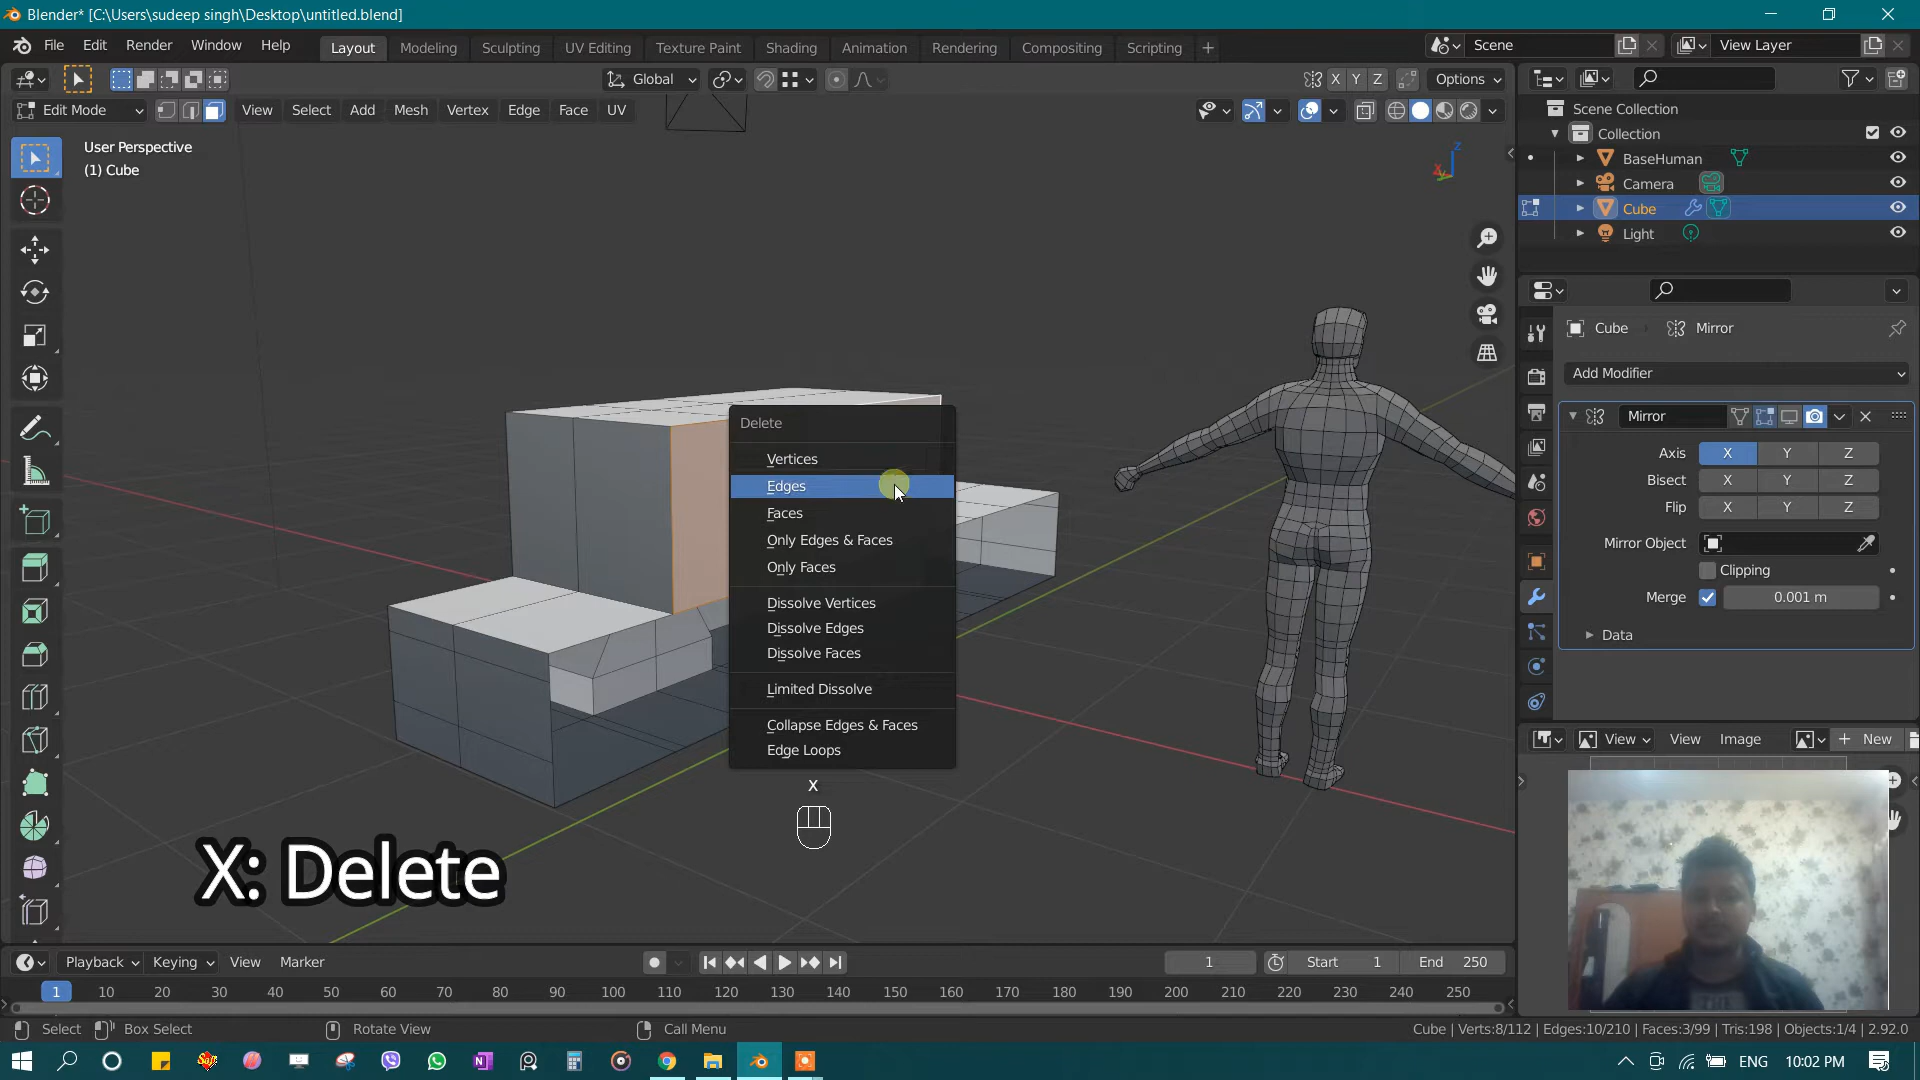 Blender* [C:\Users\sudeep singh\Desktop\untitled.blend]
File Edit Render Window Help
Layout Modeling Sculpting UV Editing Texture Paint Shading Animation Rendering Compositing Scripting +
Scene
View Layer
Global
X Y Z
Options
Edit Mode
View Select Add Mesh Vertex Edge Face UV
User Perspective
(1) Cube
Z
X
Y
Delete
Vertices
Edges
Faces
Only Edges & Faces
Only Faces
Dissolve Vertices
Dissolve Edges
Dissolve Faces
Limited Dissolve
Collapse Edges & Faces
Edge Loops
x
X: Delete
Scene Collection
Collection
BaseHuman
Camera
Cube
Light
Cube
Mirror
Add Modifier
Mirror
Axis X Y Z
Bisect X Y Z
Flip X Y Z
Mirror Object
Clipping
Merge 0.001 m
Data
View View Image + New
Playback Keying View Marker
1
Start 1
End 250
1 10 20 30 40 50 60 70 80 90 100 110 120 130 140 150 160 170 180 190 200 210 220 230 240 250
Select Box Select Rotate View Call Menu
Cube | Verts:8/112 | Edges:10/210 | Faces:3/99 | Tris:198 | Objects:1/4 | 2.92.0
ENG
10:02 PM